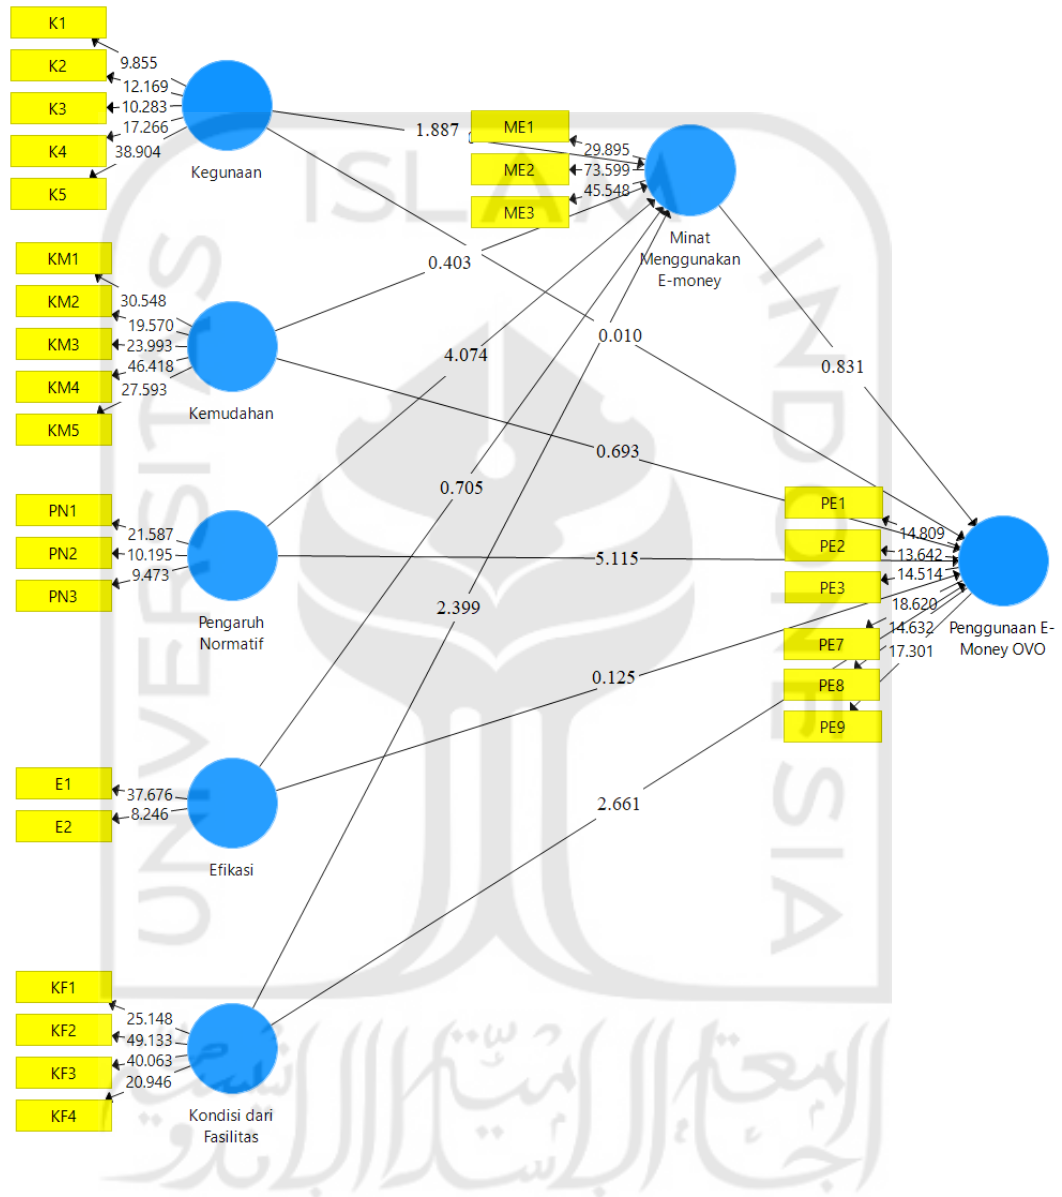 K1
K2
K3
K4
K5
9.855
12.169
10.283
17.266
38.904
Kegunaan
KM1
KM2
KM3
KM4
KM5
30.548
19.570
23.993
46.418
27.593
Kemudahan
PN1
PN2
PN3
21.587
10.195
9.473
Pengaruh
Normatif
E1
E2
37.676
8.246
Efikasi
KF1
KF2
KF3
KF4
25.148
49.133
40.063
20.946
Kondisi dari
Fasilitas
1.887
0.403
4.074
0.705
2.399
0.010
0.693
5.115
0.125
2.661
0.831
ME1
ME2
ME3
29.895
73.599
45.548
Minat
Menggunakan
E-money
PE1
PE2
PE3
PE7
PE8
PE9
14.809
13.642
14.514
18.620
14.632
17.301
Penggunaan E-
Money OVO
UNIVERSITAS
ISLAM
INDONESIA